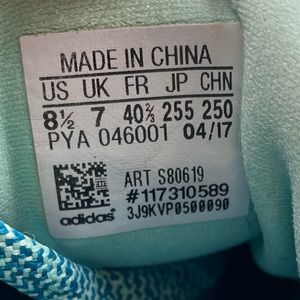 MADE IN CHINA
US UK FR JP CHN
8½ 7 40⅔ 255 250
PYA 046001 04/17
ART S80619
#117310589
adidas 3J9KVP0500090